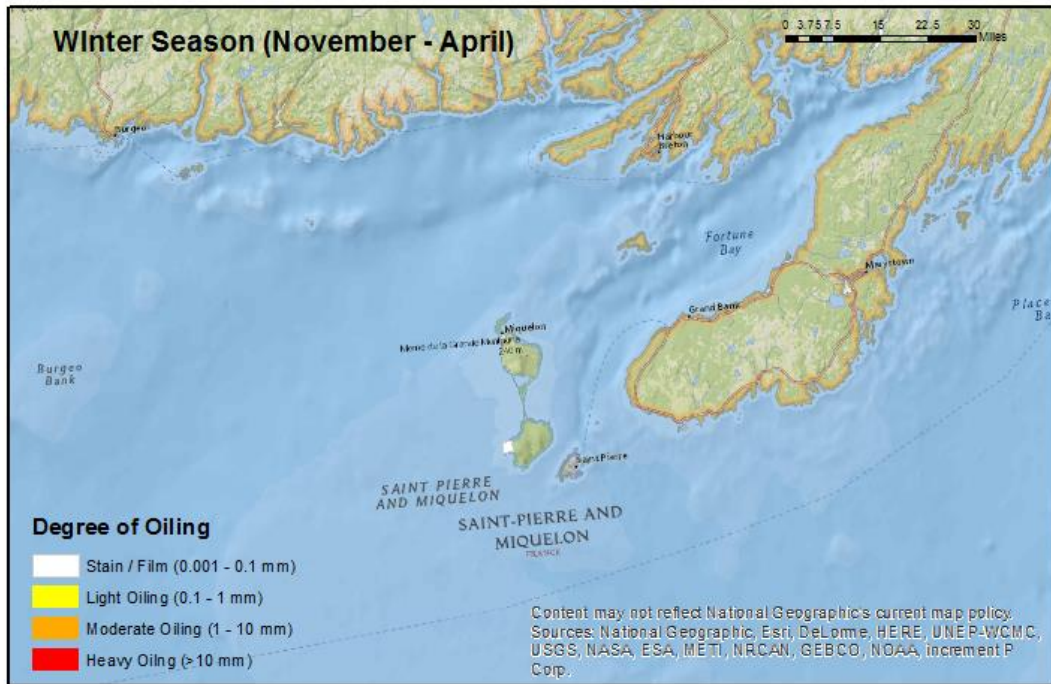 WInter Season (November - April)
0 3.75 7.5 15 22.5 30
Miles
Burgeo
Harbour
Breton
Fortune
Bay
Marystown
Grand Bank
Place
Ba
Miquelon
240 m
Burgeo
Bank
Saint Pierre
SAINT PIERRE
AND MIQUELON
SAINT-PIERRE AND
MIQUELON
FRANCE
Degree of Oiling
Stain / Film (0.001 - 0.1 mm)
Light Oiling (0.1 - 1 mm)
Moderate Oiling (1 - 10 mm)
Heavy Oilng (>10 mm)
Content may not reflect National Geographic's current map policy.
Sources: National Geographic, Esri, DeLorme, HERE, UNEP-WCMC,
USGS, NASA, ESA, METI, NRCAN, GEBCO, NOAA, increment P
Corp.